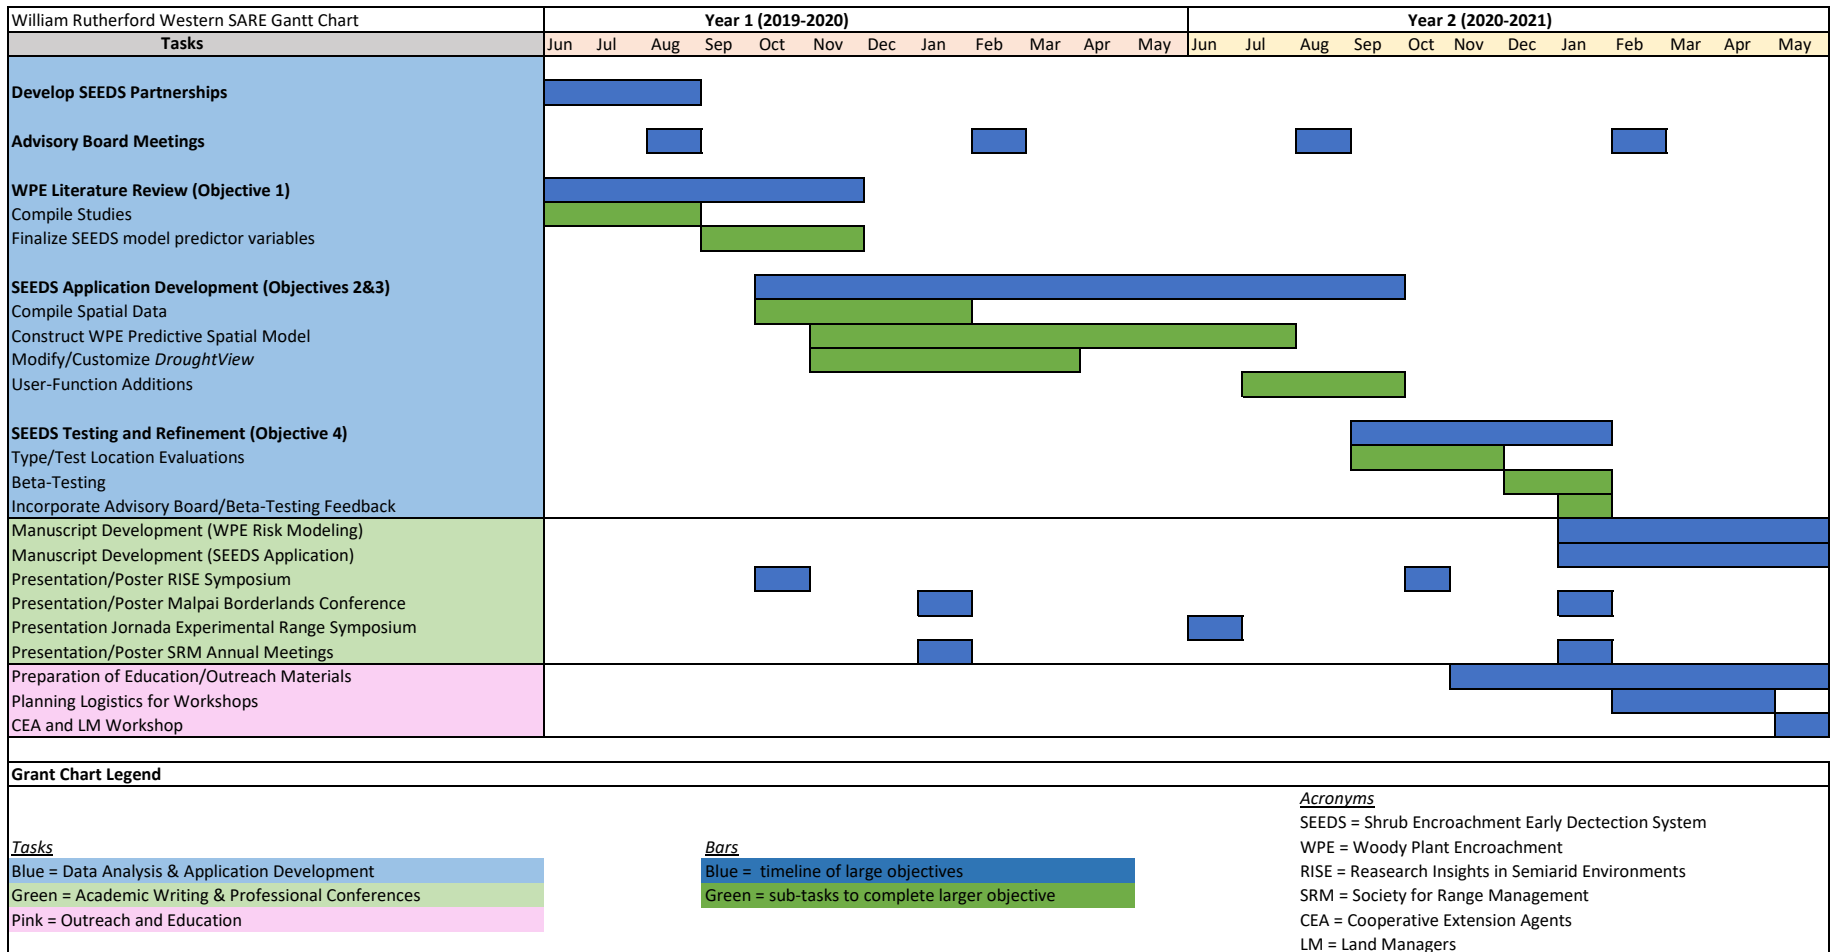 William Rutherford Western SARE Gantt Chart Year 1 (2019-2020) Year 2 (2020-2021)
Tasks Jun Jul Aug Sep Oct Nov Dec Jan Feb Mar Apr May Jun Jul Aug Sep Oct Nov Dec Jan Feb Mar Apr May
Develop SEEDS Partnerships
Advisory Board Meetings
WPE Literature Review (Objective 1)
Compile Studies
Finalize SEEDS model predictor variables
SEEDS Application Development (Objectives 2&3)
Compile Spatial Data
Construct WPE Predictive Spatial Model
Modify/Customize DroughtView
User-Function Additions
SEEDS Testing and Refinement (Objective 4)
Type/Test Location Evaluations
Beta-Testing
Incorporate Advisory Board/Beta-Testing Feedback
Manuscript Development (WPE Risk Modeling)
Manuscript Development (SEEDS Application)
Presentation/Poster RISE Symposium
Presentation/Poster Malpai Borderlands Conference
Presentation Jornada Experimental Range Symposium
Presentation/Poster SRM Annual Meetings
Preparation of Education/Outreach Materials
Planning Logistics for Workshops
CEA and LM Workshop
Grant Chart Legend
Tasks
Blue = Data Analysis & Application Development
Green = Academic Writing & Professional Conferences
Pink = Outreach and Education
Bars
Blue = timeline of large objectives
Green = sub-tasks to complete larger objective
Acronyms
SEEDS = Shrub Encroachment Early Dectection System
WPE = Woody Plant Encroachment
RISE = Reasearch Insights in Semiarid Environments
SRM = Society for Range Management
CEA = Cooperative Extension Agents
LM = Land Managers